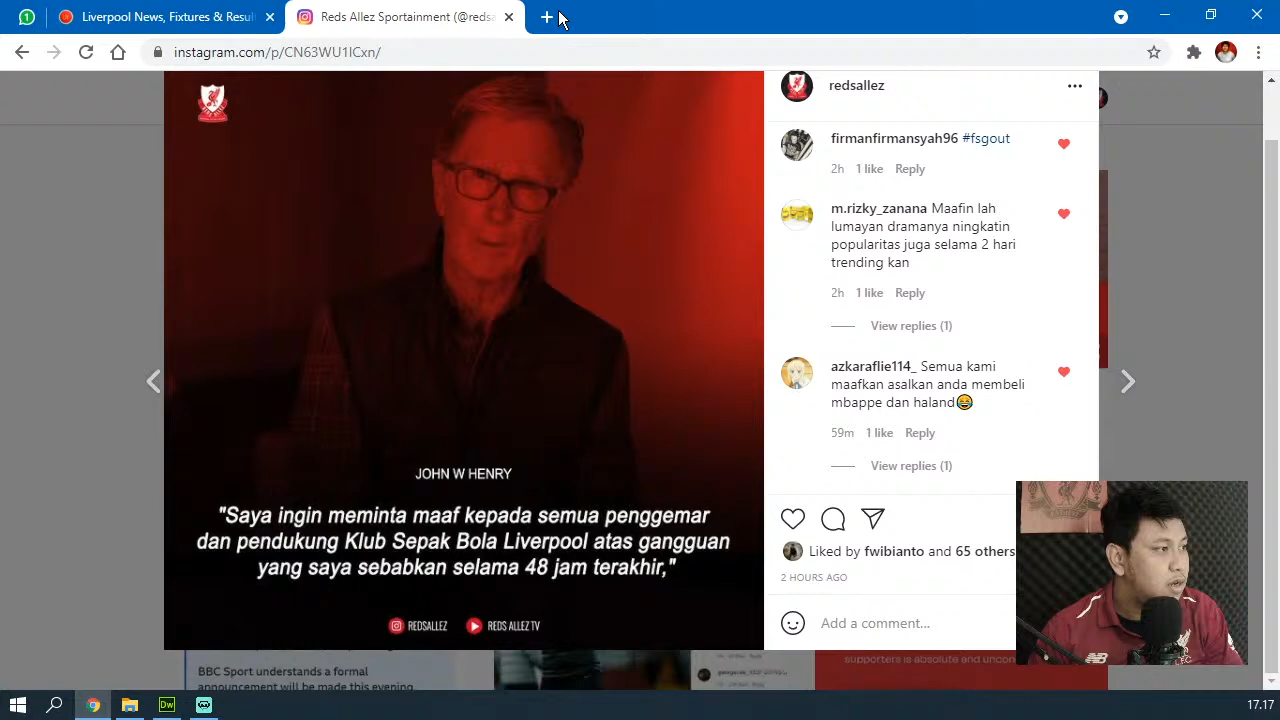 Liverpool News, Fixtures & Resul
Reds Allez Sportainment (@redsa
instagram.com/p/CN63WU1ICxn/
redsallez
firmanfirmansyah96 #fsgout
2h 1 like Reply
m.rizky_zanana Maafin lah
lumayan dramanya ningkatin
popularitas juga selama 2 hari
trending kan
2h 1 like Reply
View replies (1)
azkaraflie114_ Semua kami
maafkan asalkan anda membeli
mbappe dan haland😂
59m 1 like Reply
View replies (1)
JOHN W HENRY
"Saya ingin meminta maaf kepada semua penggemar
dan pendukung Klub Sepak Bola Liverpool atas gangguan
yang saya sebabkan selama 48 jam terakhir,"
REDSALLEZ
REDS ALLEZ TV
Liked by fwibianto and 65 others
2 HOURS AGO
Add a comment...
BBC Sport understands a formal
announcement will be made this evening
supporters is absolute and uncon
NB
Dw
17.17